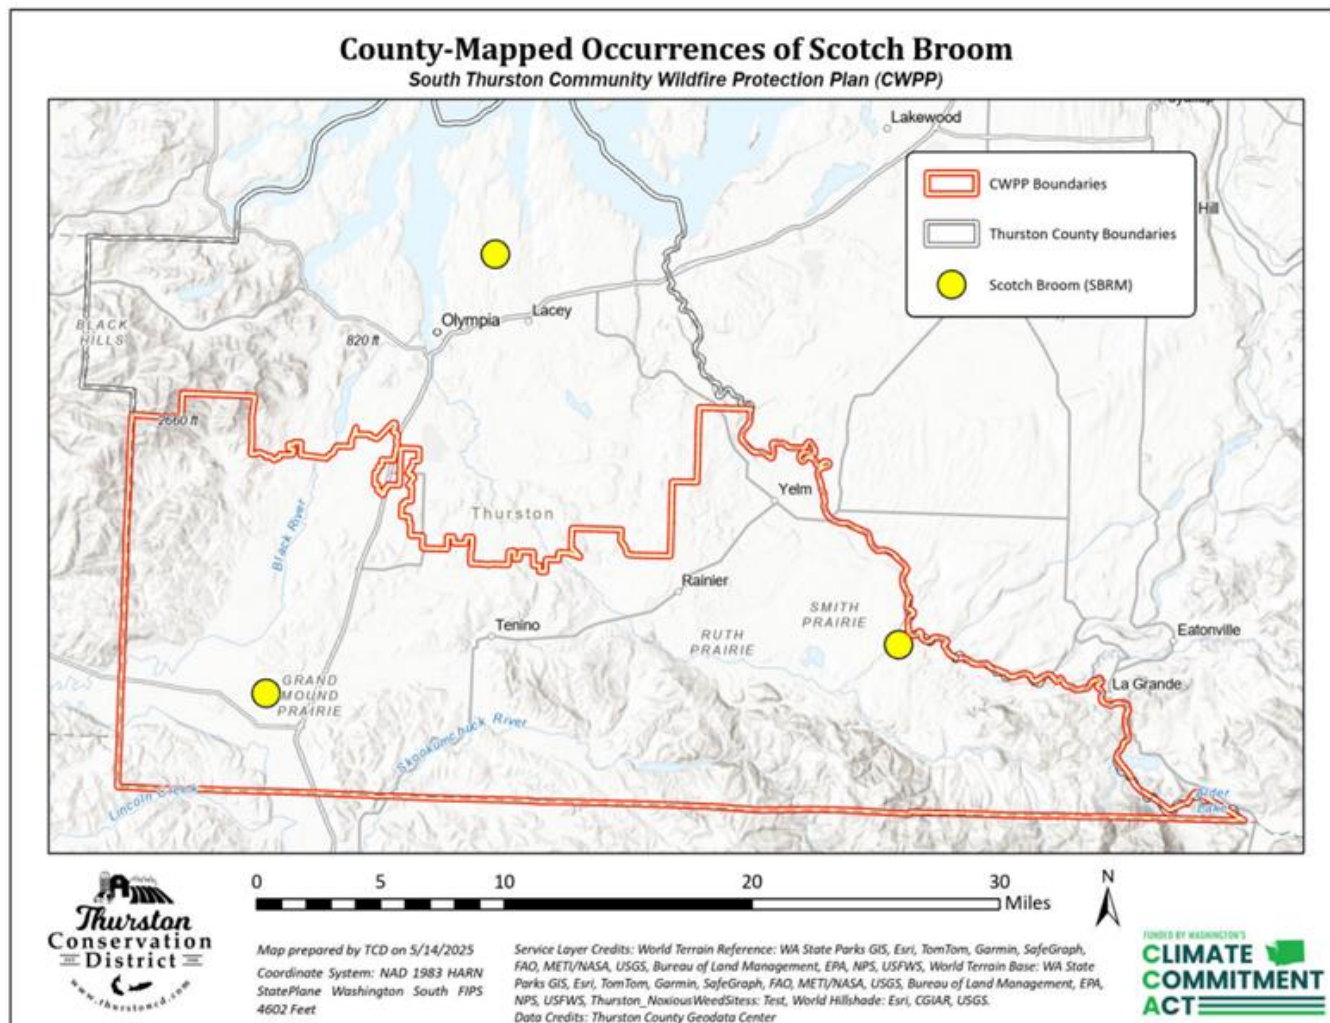 County-Mapped Occurrences of Scotch Broom
South Thurston Community Wildfire Protection Plan (CWPP)
Lakewood
CWPP Boundaries
Hill
Thurston County Boundaries
Scotch Broom (SBRM)
Lacey
Olympia
BLACK
HILLS
820 ft
2660 ft
Yelm
Thurston
Black River
Rainier
SMITH
PRAIRIE
Tenino
RUTH
PRAIRIE
Eatonville
GRAND
MOUND
PRAIRIE
La Grande
Skookumchuck River
Lincoln Creek
Alder
Lake
0 5 10 20 30
Miles
N
Thurston
Conservation
District
www.thurstoncd.com
Map prepared by TCD on 5/14/2025
Coordinate System: NAD 1983 HARN
StatePlane Washington South FIPS
4602 Feet
Service Layer Credits: World Terrain Reference: WA State Parks GIS, Esri, TomTom, Garmin, SafeGraph,
FAO, METI/NASA, USGS, Bureau of Land Management, EPA, NPS, USFWS, World Terrain Base: WA State
Parks GIS, Esri, TomTom, Garmin, SafeGraph, FAO, METI/NASA, USGS, Bureau of Land Management, EPA,
NPS, USFWS, Thurston_NoxiousWeedSitess: Test, World Hillshade: Esri, CGIAR, USGS.
Data Credits: Thurston County Geodata Center
FUNDED BY WASHINGTON'S
CLIMATE
COMMITMENT
ACT